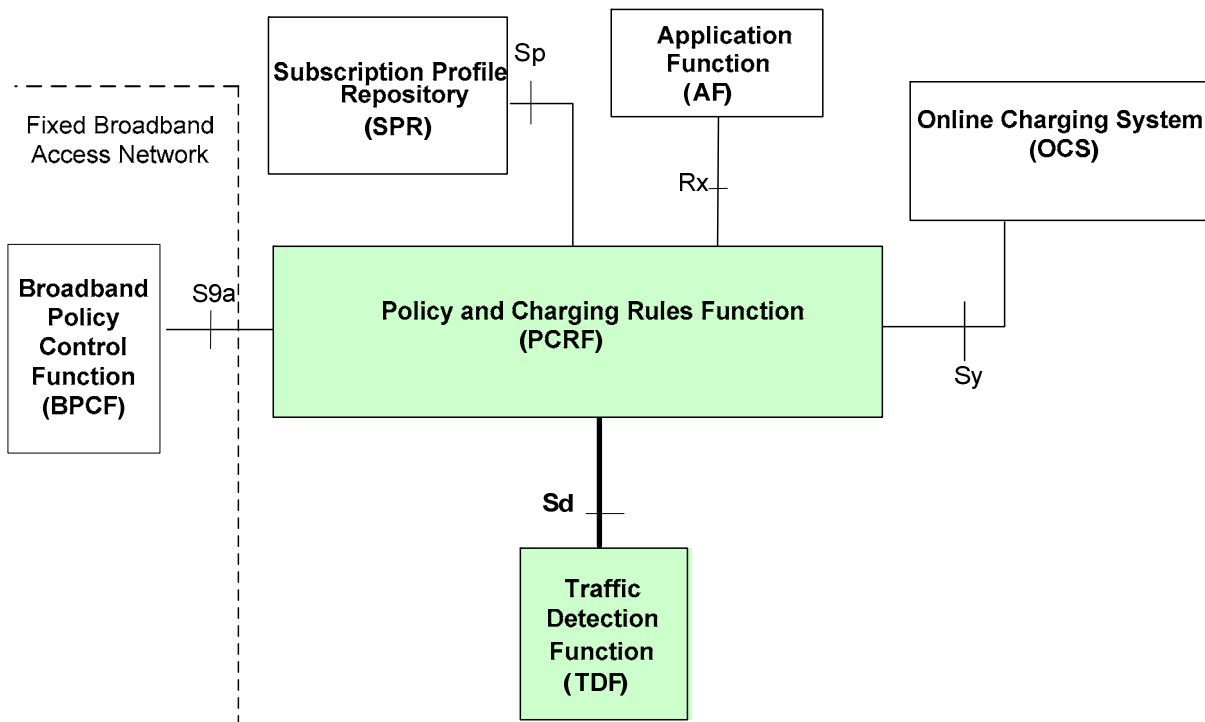 Sp
Subscription Profile
Repository
(SPR)
Application
Function
(AF)
Fixed Broadband
Access Network
Online Charging System
(OCS)
Rx
Broadband
Policy
Control
Function
(BPCF)
S9a
Policy and Charging Rules Function
(PCRF)
Sy
Sd
Traffic
Detection
Function
(TDF)